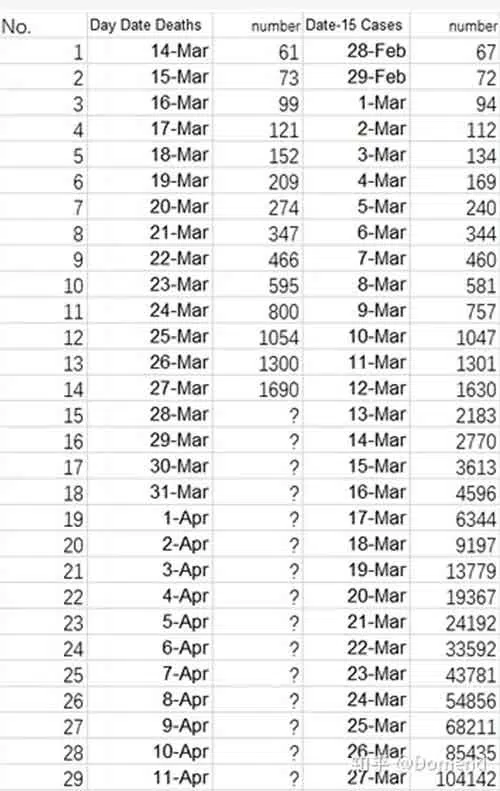 No. Day Date Deaths number Date-15 Cases number
1 14-Mar 61 28-Feb 67
2 15-Mar 73 29-Feb 72
3 16-Mar 99 1-Mar 94
4 17-Mar 121 2-Mar 112
5 18-Mar 152 3-Mar 134
6 19-Mar 209 4-Mar 169
7 20-Mar 274 5-Mar 240
8 21-Mar 347 6-Mar 344
9 22-Mar 466 7-Mar 460
10 23-Mar 595 8-Mar 581
11 24-Mar 800 9-Mar 757
12 25-Mar 1054 10-Mar 1047
13 26-Mar 1300 11-Mar 1301
14 27-Mar 1690 12-Mar 1630
15 28-Mar ? 13-Mar 2183
16 29-Mar ? 14-Mar 2770
17 30-Mar ? 15-Mar 3613
18 31-Mar ? 16-Mar 4596
19 1-Apr ? 17-Mar 6344
20 2-Apr ? 18-Mar 9197
21 3-Apr ? 19-Mar 13779
22 4-Apr ? 20-Mar 19367
23 5-Apr ? 21-Mar 24192
24 6-Apr ? 22-Mar 33592
25 7-Apr ? 23-Mar 43781
26 8-Apr ? 24-Mar 54856
27 9-Apr ? 25-Mar 68211
28 10-Apr ? 26-Mar 85435
29 11-Apr ? 27-Mar 104142
知乎